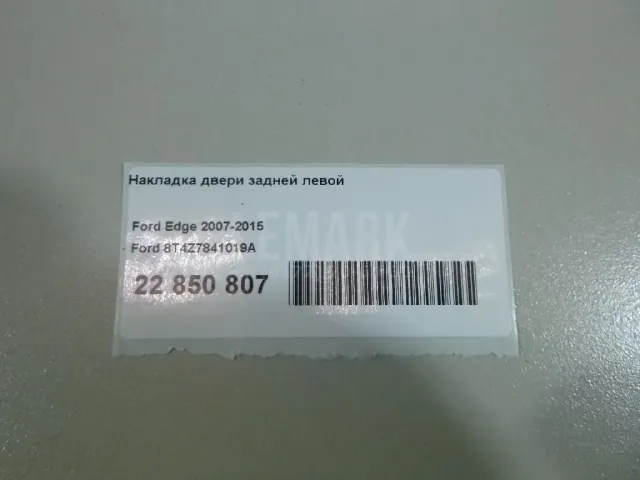 Накладка двери задней левой
Ford Edge 2007-2015
Ford 8T4Z7841019A
22 850 807